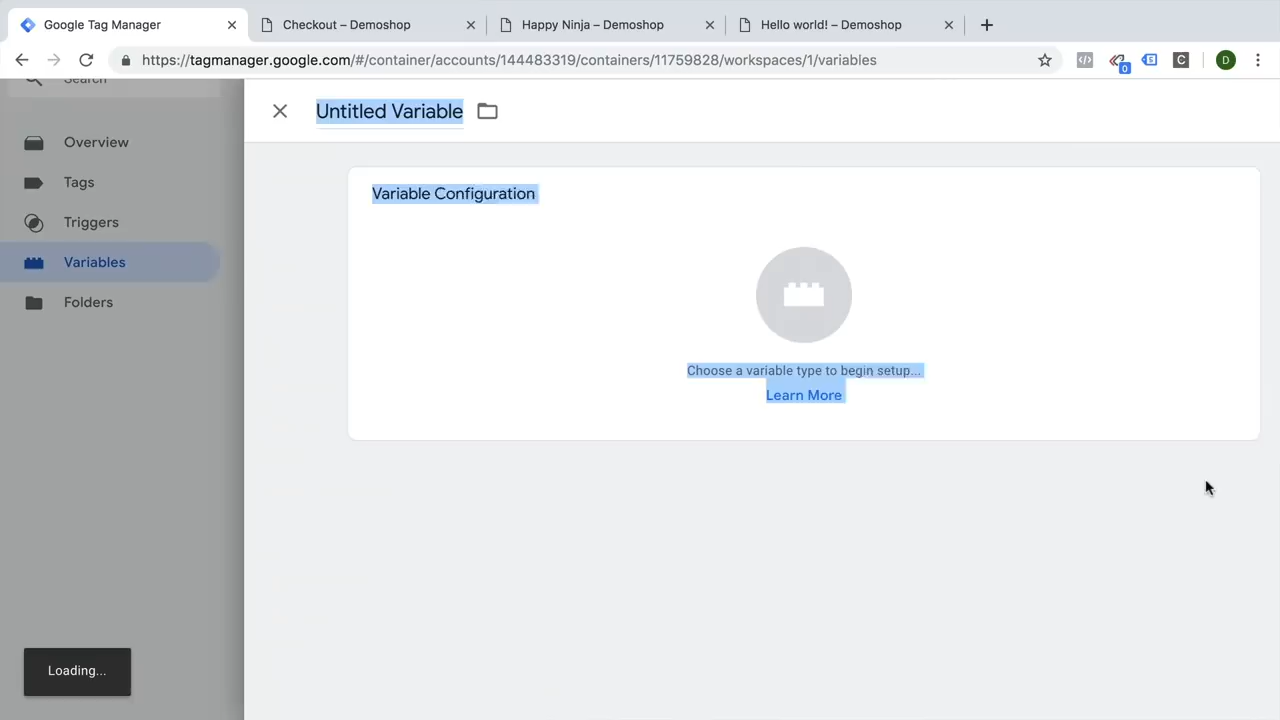 Google Tag Manager
Checkout – Demoshop
Happy Ninja – Demoshop
Hello world! – Demoshop
https://tagmanager.google.com/#/container/accounts/144483319/containers/11759828/workspaces/1/variables
0
C
D
Search
Untitled Variable
Overview
Tags
Triggers
Variables
Folders
Variable Configuration
Choose a variable type to begin setup...
Learn More
Loading...